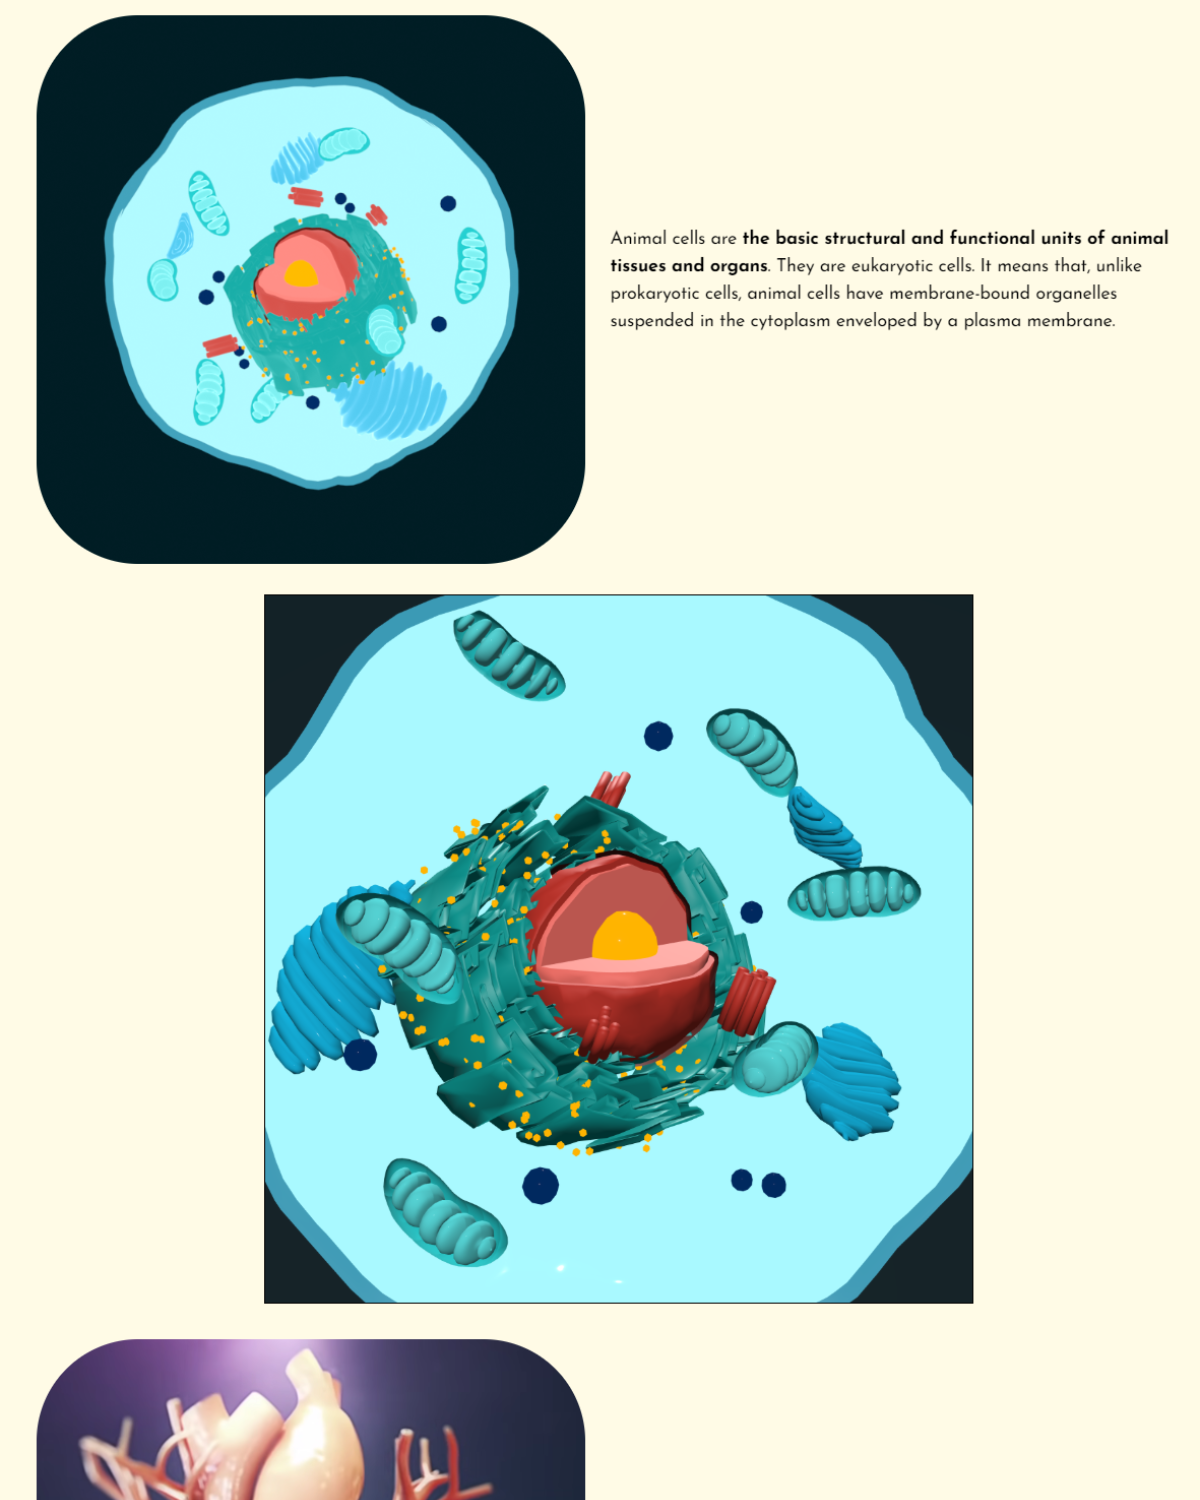 Animal cells are the basic structural and functional units of animal
tissues and organs. They are eukaryotic cells. It means that, unlike
prokaryotic cells, animal cells have membrane-bound organelles
suspended in the cytoplasm enveloped by a plasma membrane.